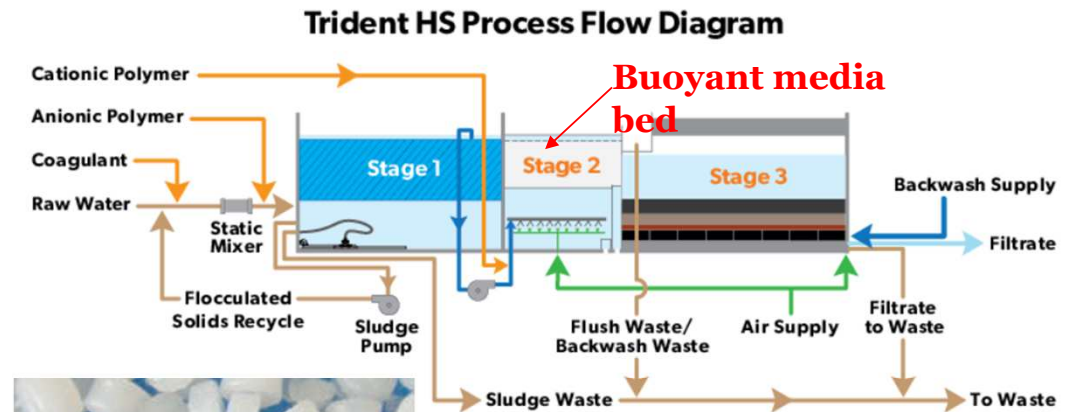 Trident HS Process Flow Diagram
Cationic Polymer
Buoyant media
bed
Anionic Polymer
Coagulant
Stage 1
Stage 2
Stage 3
Raw Water
Backwash Supply
Static
Mixer
Filtrate
Flocculated
Solids Recycle
Sludge
Pump
Flush Waste/
Backwash Waste
Air Supply
Filtrate
to Waste
Sludge Waste
To Waste